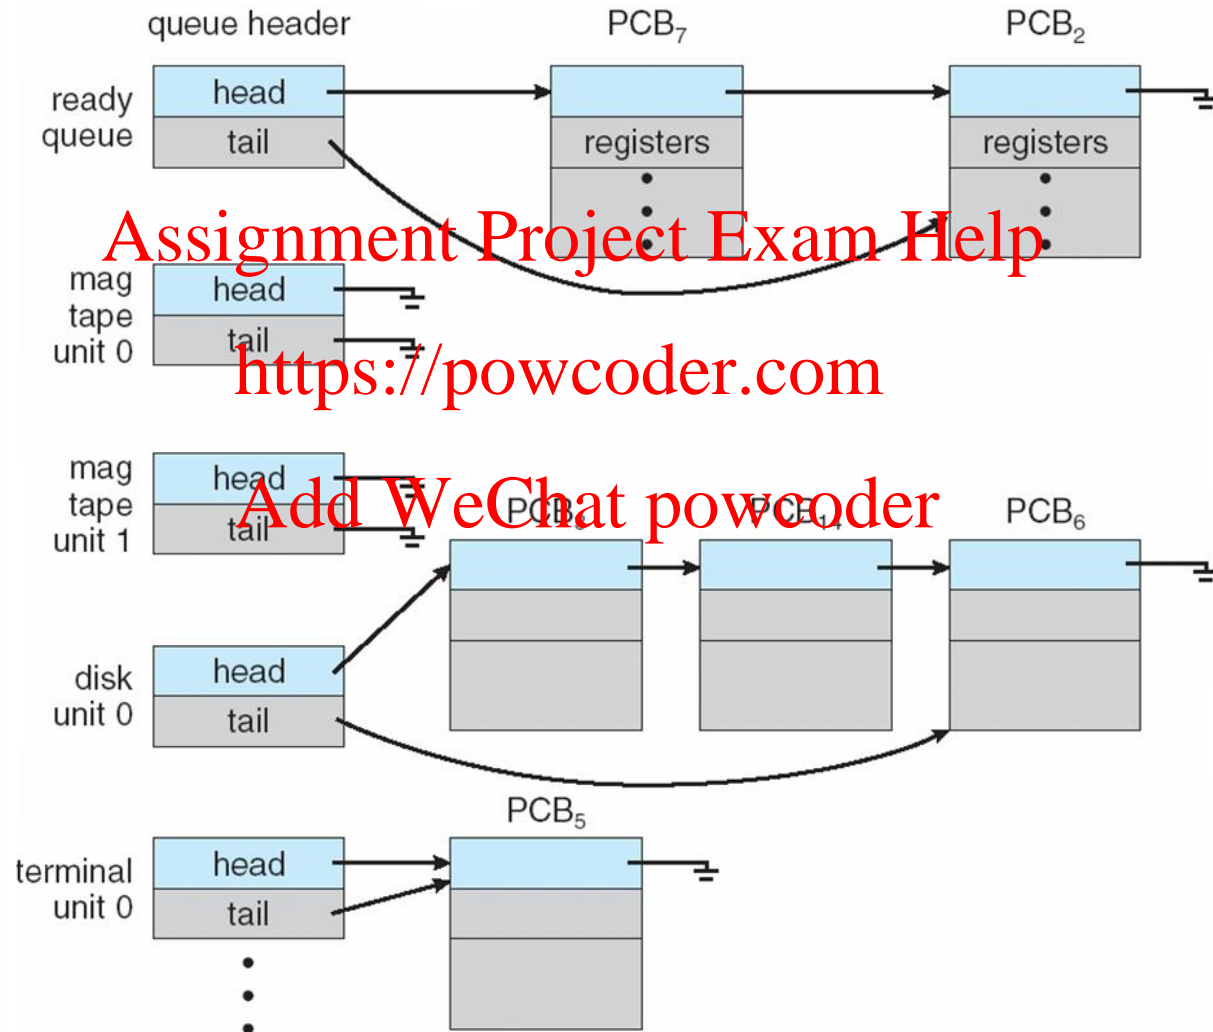 queue header
PCB7
PCB2
ready
queue
head
tail
registers
registers
Assignment Project Exam Help
mag
tape
unit 0
head
tail
https://powcoder.com
mag
tape
unit 1
head
tail
Add WeChat powcoder
PCB14
PCB6
disk
unit 0
head
tail
PCB5
terminal
unit 0
head
tail